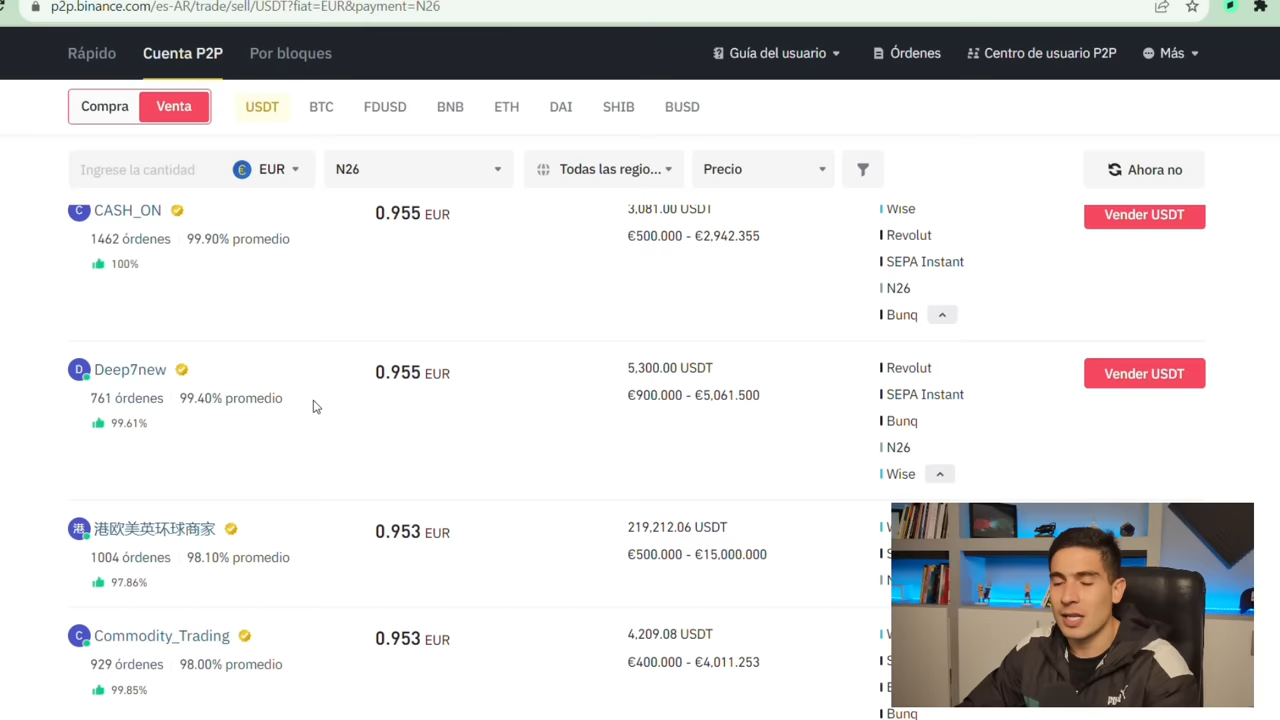 p2p.binance.com/es-AR/trade/sell/USDT?fiat=EUR&payment=N26
Rápido Cuenta P2P Por bloques Guía del usuario Órdenes Centro de usuario P2P Más
Compra Venta USDT BTC FDUSD BNB ETH DAI SHIB BUSD
Ingrese la cantidad € EUR N26 Todas las regio... Precio Ahora no
C CASH_ON 0.955 EUR 3,081.00 USDT Wise Vender USDT
1462 órdenes 99.90% promedio €500.000 - €2,942.355 Revolut
100% SEPA Instant
N26
Bunq
D Deep7new 0.955 EUR 5,300.00 USDT Revolut Vender USDT
761 órdenes 99.40% promedio €900.000 - €5,061.500 SEPA Instant
99.61% Bunq
N26
Wise
港 港欧美英环球商家 0.953 EUR 219,212.06 USDT
1004 órdenes 98.10% promedio €500.000 - €15,000.000
97.86%
C Commodity_Trading 0.953 EUR 4,209.08 USDT
929 órdenes 98.00% promedio €400.000 - €4,011.253
99.85%
Bunq